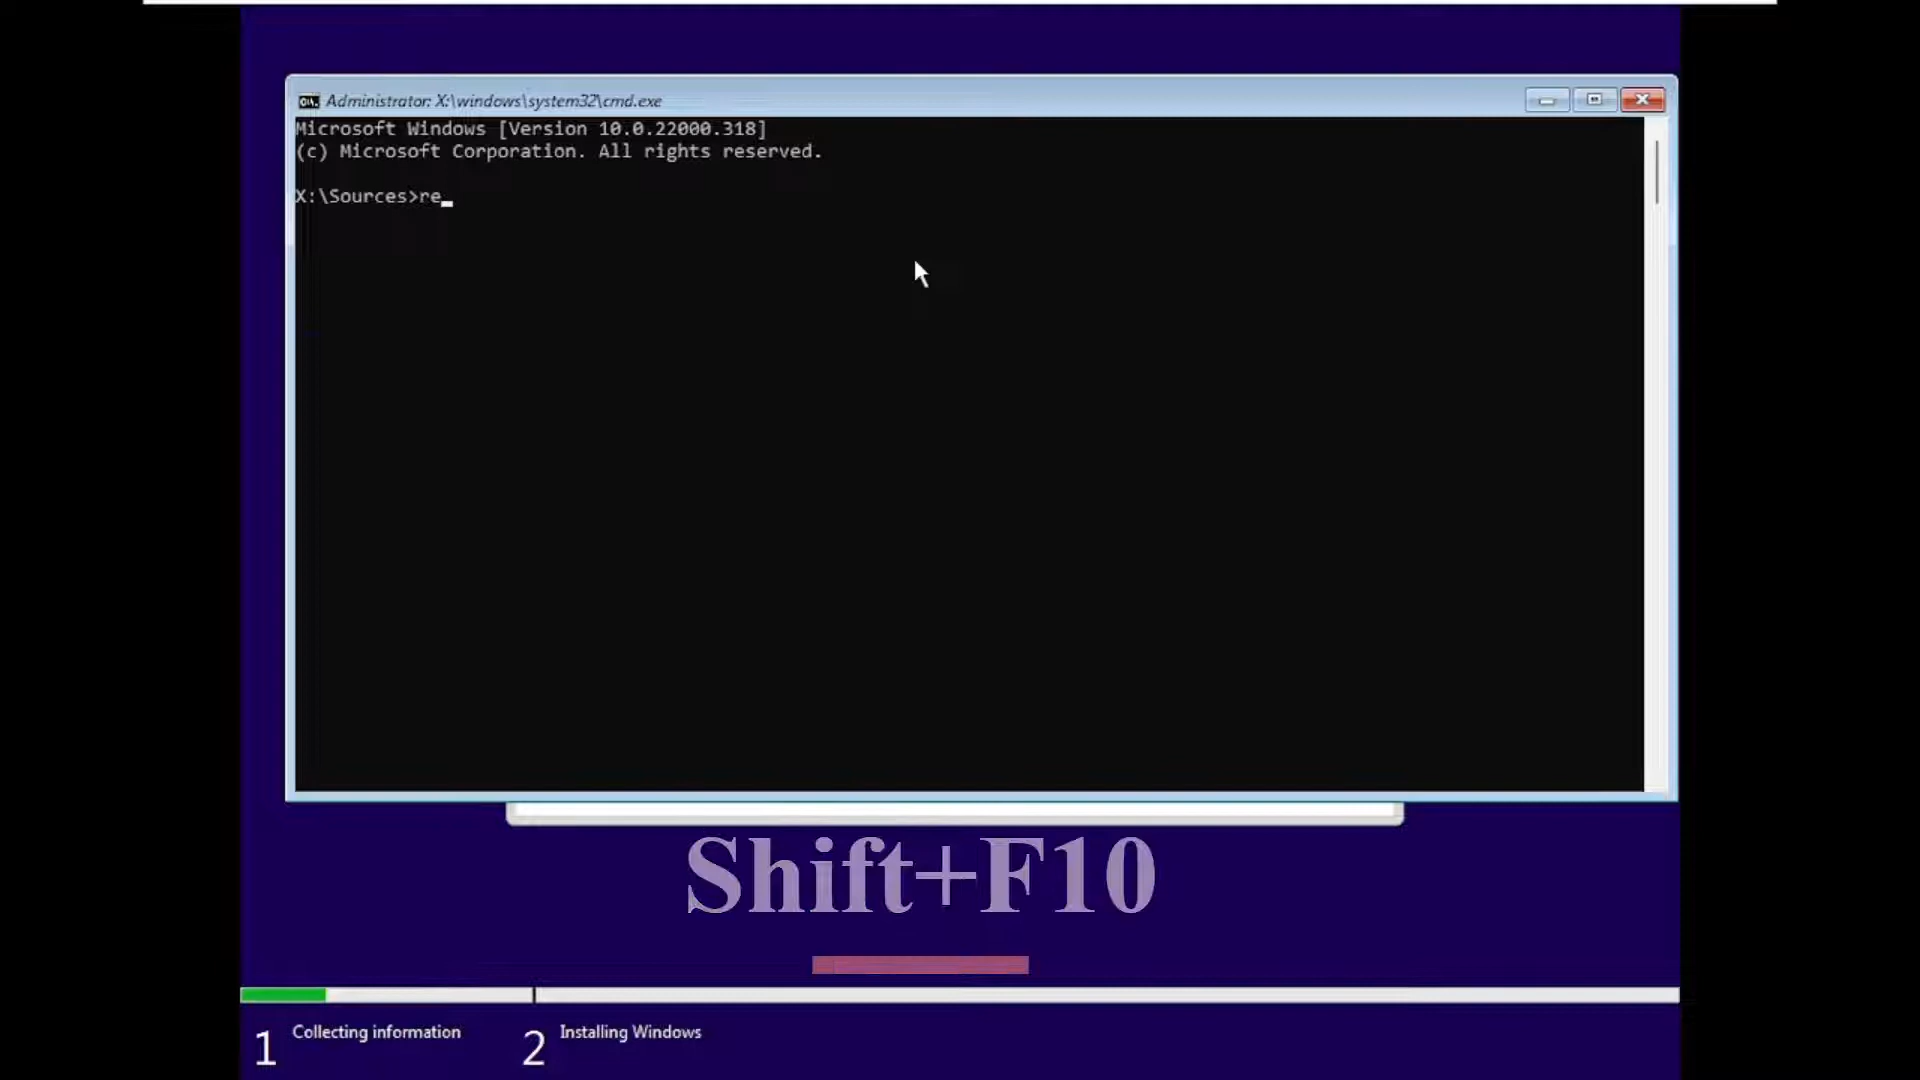 Administrator: X:\windows\system32\cmd.exe
Microsoft Windows [Version 10.0.22000.318]
(c) Microsoft Corporation. All rights reserved.
X:\Sources>re
Shift+F10
1 Collecting information
2 Installing Windows